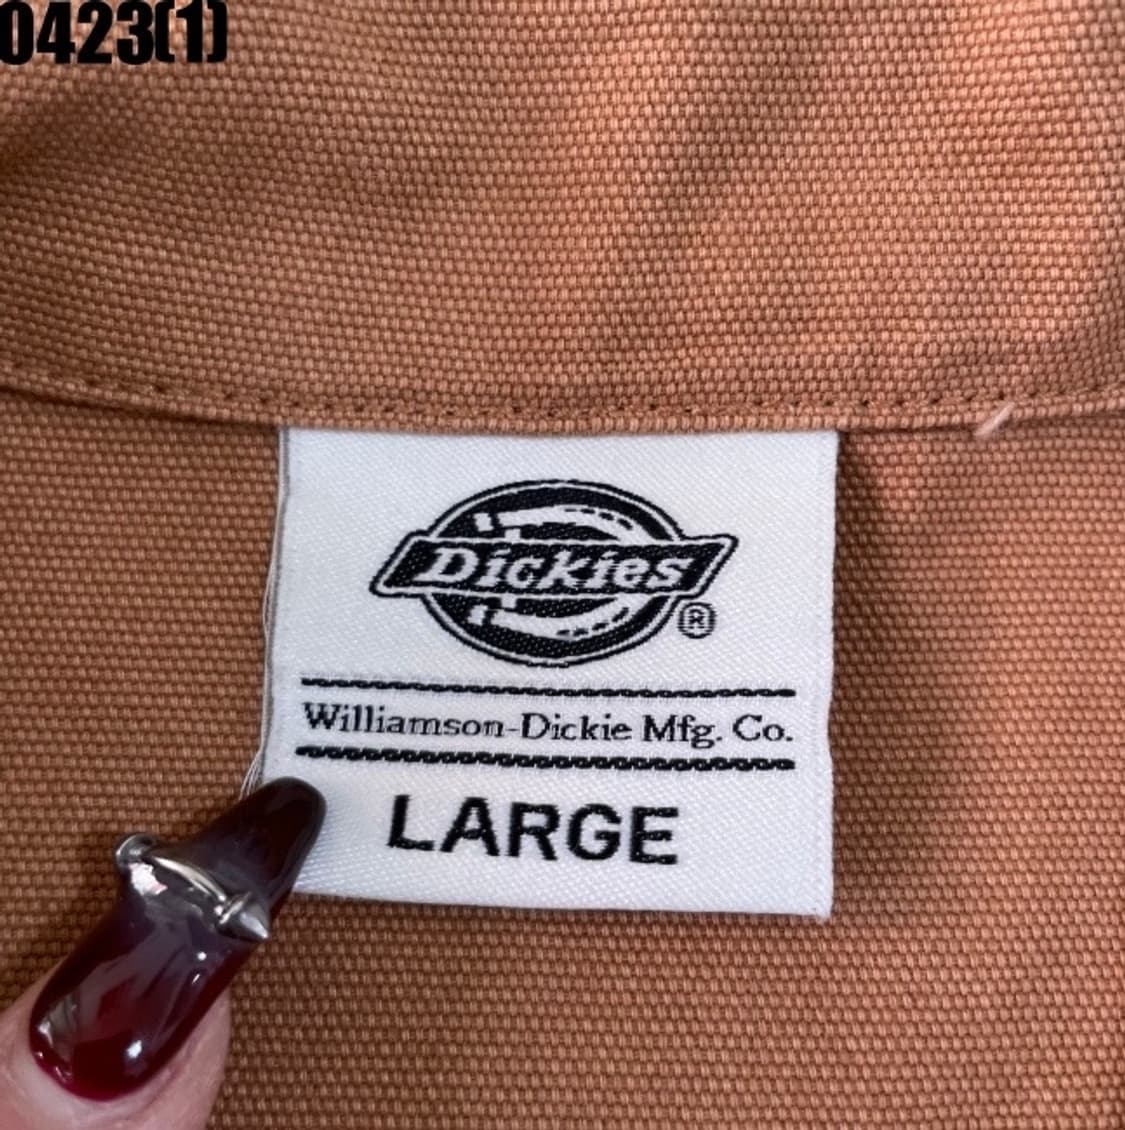 0423(1)
Dickies
®
Williamson-Dickie Mfg. Co.
LARGE